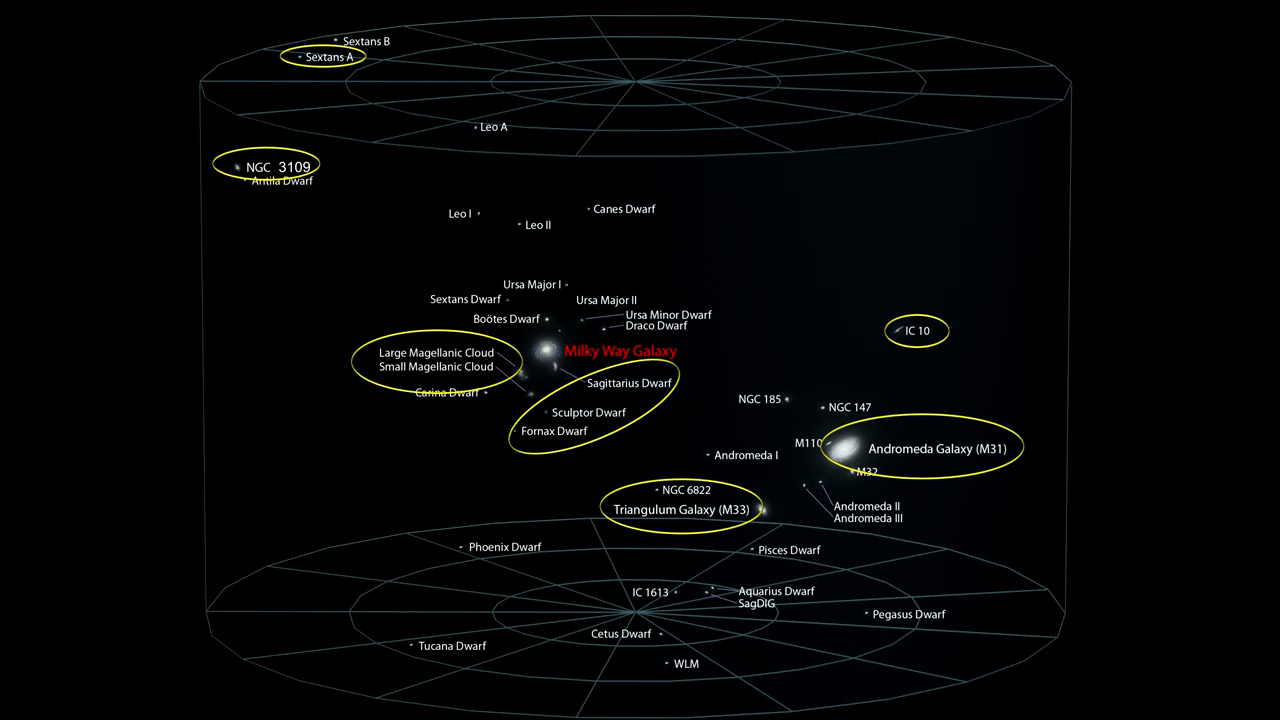 Sextans B
Sextans A
Leo A
NGC 3109
Antila Dwarf
Canes Dwarf
Leo I
Leo II
Ursa Major I
Sextans Dwarf
Ursa Major II
Ursa Minor Dwarf
Boötes Dwarf
Draco Dwarf
IC 10
Milky Way Galaxy
Large Magellanic Cloud
Small Magellanic Cloud
Sagittarius Dwarf
Carina Dwarf
NGC 185
NGC 147
Sculptor Dwarf
Fornax Dwarf
M110
Andromeda Galaxy (M31)
Andromeda I
M32
NGC 6822
Triangulum Galaxy (M33)
Andromeda II
Andromeda III
Phoenix Dwarf
Pisces Dwarf
IC 1613
Aquarius Dwarf
SagDIG
Pegasus Dwarf
Cetus Dwarf
Tucana Dwarf
WLM